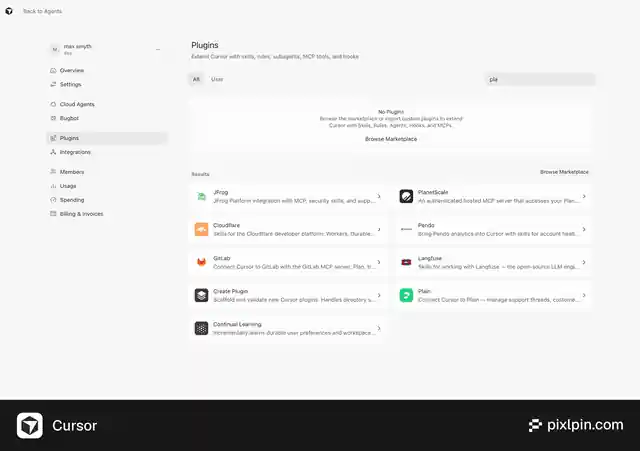 Back to Agents
M
max smyth
Overview
Settings
Cloud Agents
Bugbot
Plugins
Integrations
Members
Usage
Spending
Billing & Invoices
Plugins
Extend Cursor with skills, rules, subagents, MCP tools, and hooks
All
User
pla
No Plugins
Browse the marketplace or import custom plugins to extend
Cursor with Skills, Rules, Agents, Hooks, and MCPs.
Browse Marketplace
Results
Browse Marketplace
JFrog
JFrog Platform integration with MCP, security skills, and supp...
PlanetScale
An authenticated hosted MCP server that accesses your Plan...
Cloudflare
Skills for the Cloudflare developer platform: Workers, Durable...
Pendo
Bring Pendo analytics into Cursor with skills for account healt...
GitLab
Connect Cursor to GitLab with the GitLab MCP server. Plan, tr...
Langfuse
Skills for working with Langfuse — the open-source LLM eng...
Create Plugin
Scaffold and validate new Cursor plugins. Handles directory s...
Plain
Connect Cursor to Plain — manage support threads, custome...
Continual Learning
Incrementally learns durable user preferences and workspace ...
Cursor
pixlpin.com